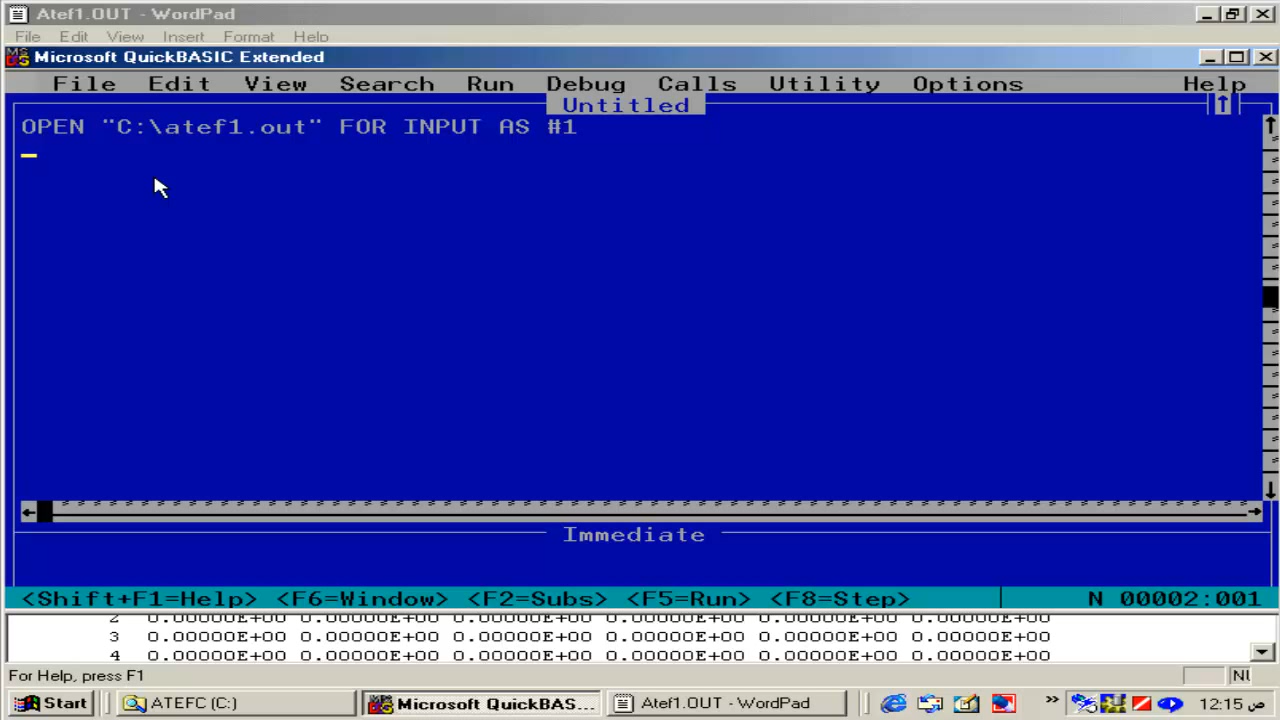 Atef1.OUT - WordPad
File Edit View Insert Format Help
Microsoft QuickBASIC Extended
File Edit View Search Run Debug Calls Utility Options Help
Untitled
OPEN "C:\atef1.out" FOR INPUT AS #1
Immediate
<Shift+F1=Help> <F6=Window> <F2=Subs> <F5=Run> <F8=Step> N 00002:001
2 0.00000E+00 0.00000E+00 0.00000E+00 0.00000E+00 0.00000E+00 0.00000E+00
3 0.00000E+00 0.00000E+00 0.00000E+00 0.00000E+00 0.00000E+00 0.00000E+00
4 0.00000E+00 0.00000E+00 0.00000E+00 0.00000E+00 0.00000E+00 0.00000E+00
For Help, press F1
Start ATEFC (C:) Microsoft QuickBAS... Atef1.OUT - WordPad » 12:15 ص